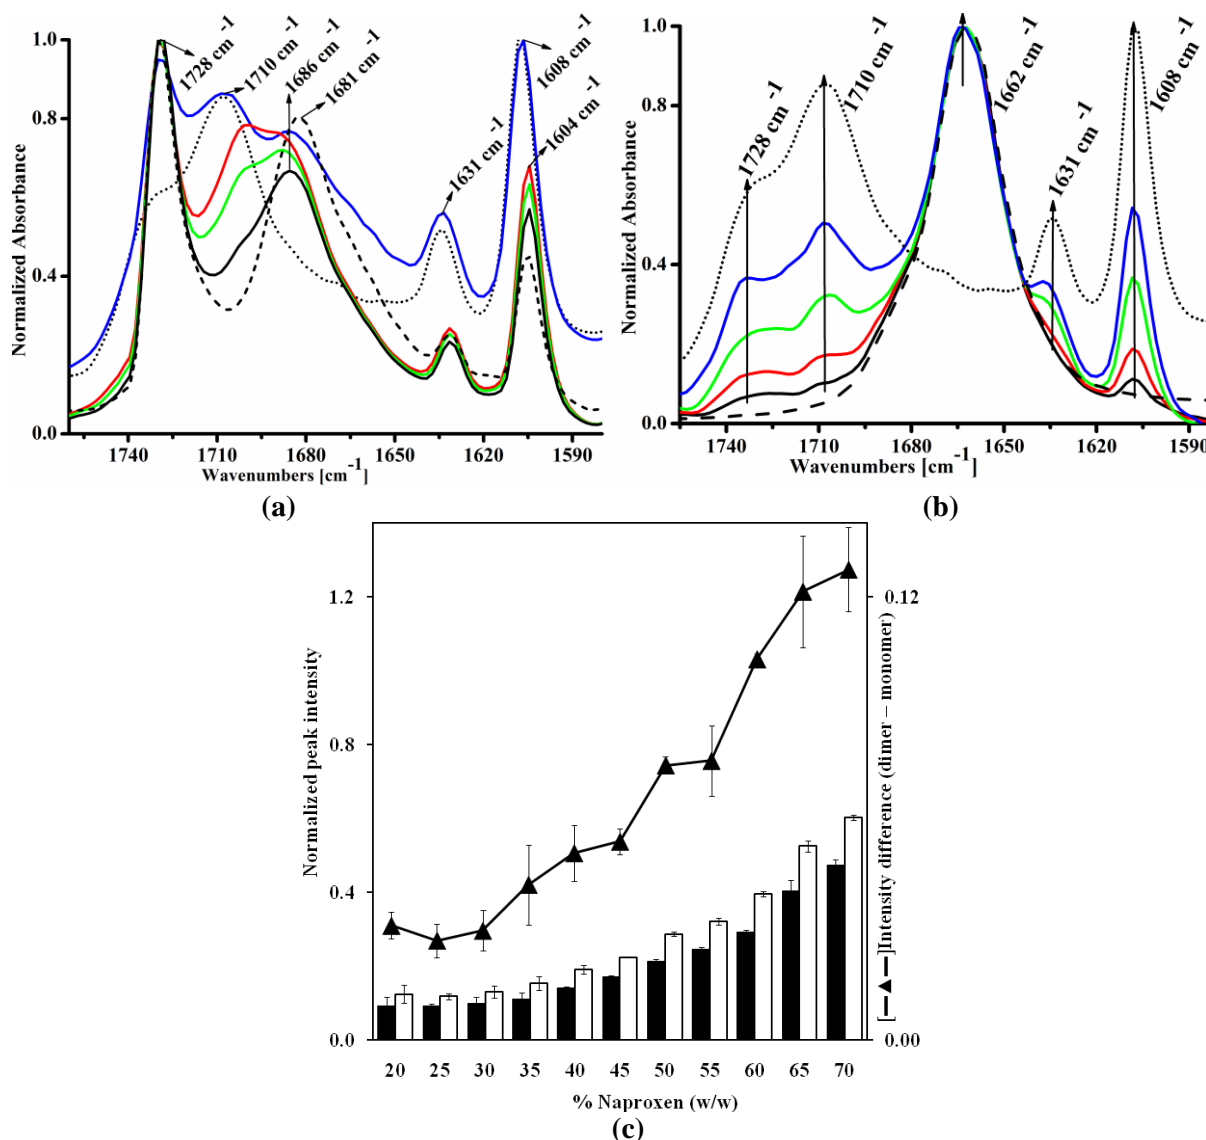 1728 cm-1
1710 cm-1
1686 cm-1
1681 cm-1
1631 cm-1
1608 cm-1
1604 cm-1
1.0
0.8
0.4
0.0
Normalized Absorbance
1740
1710
1680
1650
1620
1590
Wavenumbers [cm-1]
(a)
1728 cm-1
1710 cm-1
1662 cm-1
1631 cm-1
1608 cm-1
1.0
0.8
0.4
0.0
Normalized Absorbance
1740
1710
1680
1650
1620
1590
Wavenumbers [cm-1]
(b)
1.2
0.8
0.4
0.0
Normalized peak intensity
0.12
0.00
[—▲—]Intensity difference (dimer – monomer)
20 25 30 35 40 45 50 55 60 65 70
% Naproxen (w/w)
(c)